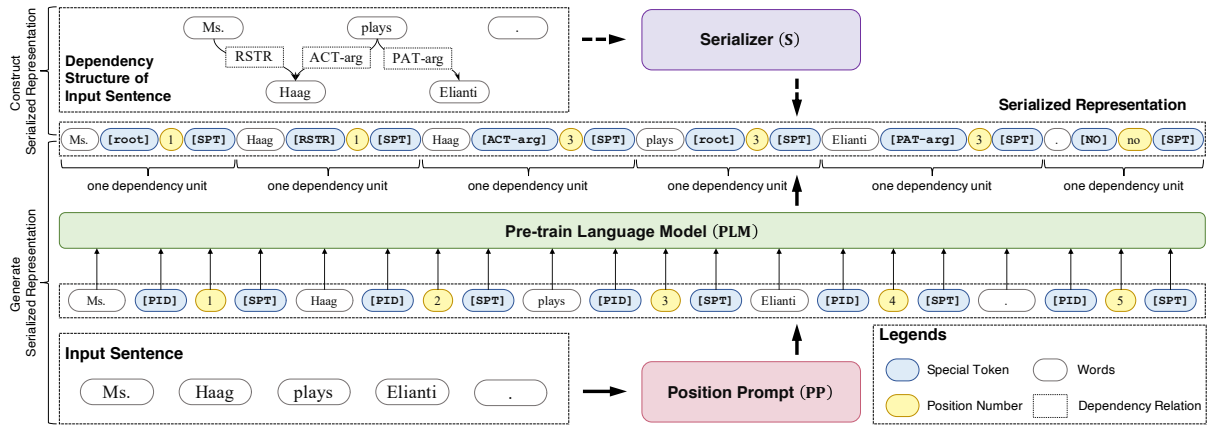 Construct
Serialized Representation
Ms. plays .
RSTR ACT-arg PAT-arg
Dependency
Structure of
Input Sentence
Haag Elianti
Serializer (S)
Serialized Representation
Ms. [root] 1 [SPT] Haag [RSTR] 1 [SPT] Haag [ACT-arg] 3 [SPT] plays [root] 3 [SPT] Elianti [PAT-arg] 3 [SPT] . [NO] no [SPT]
one dependency unit one dependency unit one dependency unit one dependency unit one dependency unit one dependency unit
Generate
Serialized Representation
Pre-train Language Model (PLM)
Ms. [PID] 1 [SPT] Haag [PID] 2 [SPT] plays [PID] 3 [SPT] Elianti [PID] 4 [SPT] . [PID] 5 [SPT]
Input Sentence
Ms. Haag plays Elianti .
Position Prompt (PP)
Legends
Special Token Words
Position Number Dependency Relation